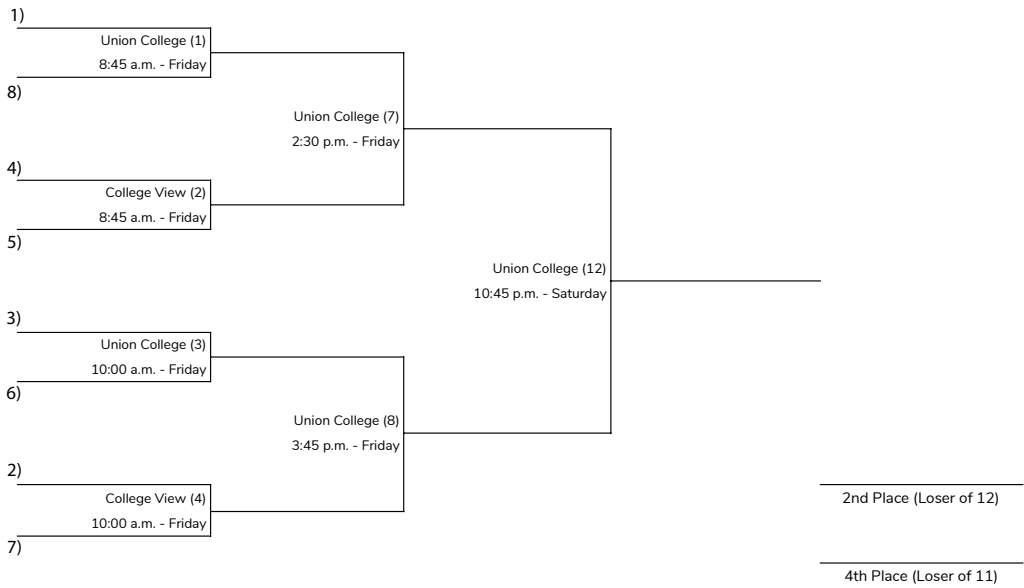 1)
Union College (1)
8:45 a.m. - Friday
8)
Union College (7)
2:30 p.m. - Friday
4)
College View (2)
8:45 a.m. - Friday
5)
Union College (12)
10:45 p.m. - Saturday
3)
Union College (3)
10:00 a.m. - Friday
6)
Union College (8)
3:45 p.m. - Friday
2)
College View (4)
10:00 a.m. - Friday
7)
2nd Place (Loser of 12)
4th Place (Loser of 11)